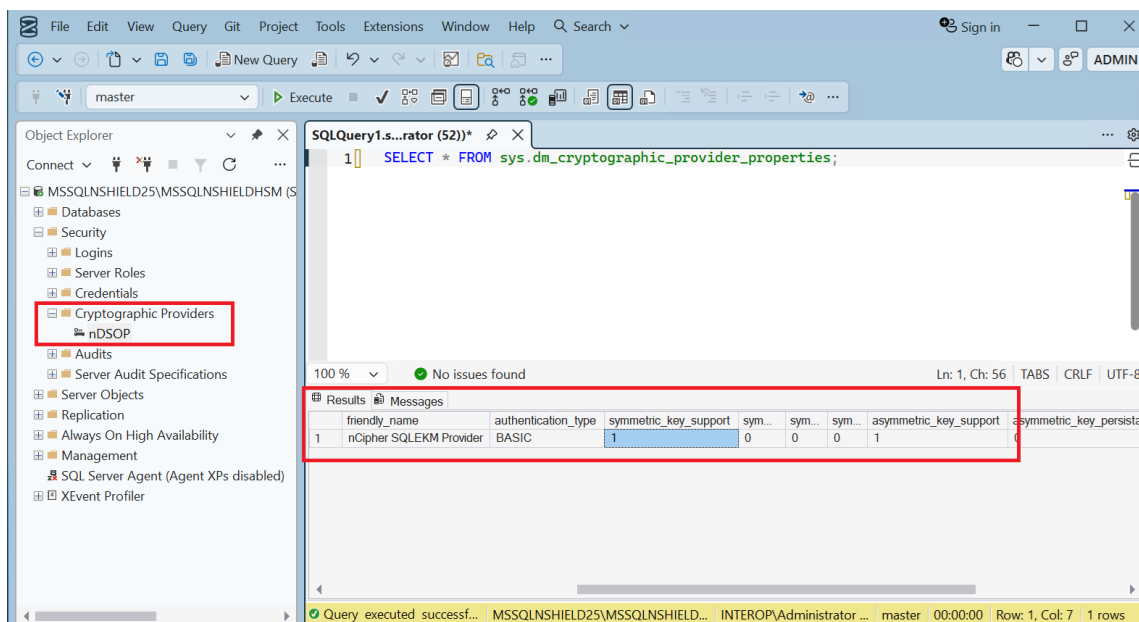 File Edit View Query Git Project Tools Extensions Window Help Search Sign in
New Query ADMIN
master Execute
Object Explorer
Connect
MSSQLNSHIELD25\MSSQLNSHIELDHSM (S
Databases
Security
Logins
Server Roles
Credentials
Cryptographic Providers
nDSOP
Audits
Server Audit Specifications
Server Objects
Replication
Always On High Availability
Management
SQL Server Agent (Agent XPs disabled)
XEvent Profiler
SQLQuery1.s...rator (52))*
1 SELECT * FROM sys.dm_cryptographic_provider_properties;
100 % No issues found Ln: 1, Ch: 56 TABS CRLF UTF-8
Results Messages
friendly_name authentication_type symmetric_key_support sym... sym... sym... asymmetric_key_support asymmetric_key_persista
1 nCipher SQLEKM Provider BASIC 1 0 0 0 1 0
Query executed successf... MSSQLNSHIELD25\MSSQLNSHIELD... INTEROP\Administrator ... master 00:00:00 Row: 1, Col: 7 1 rows